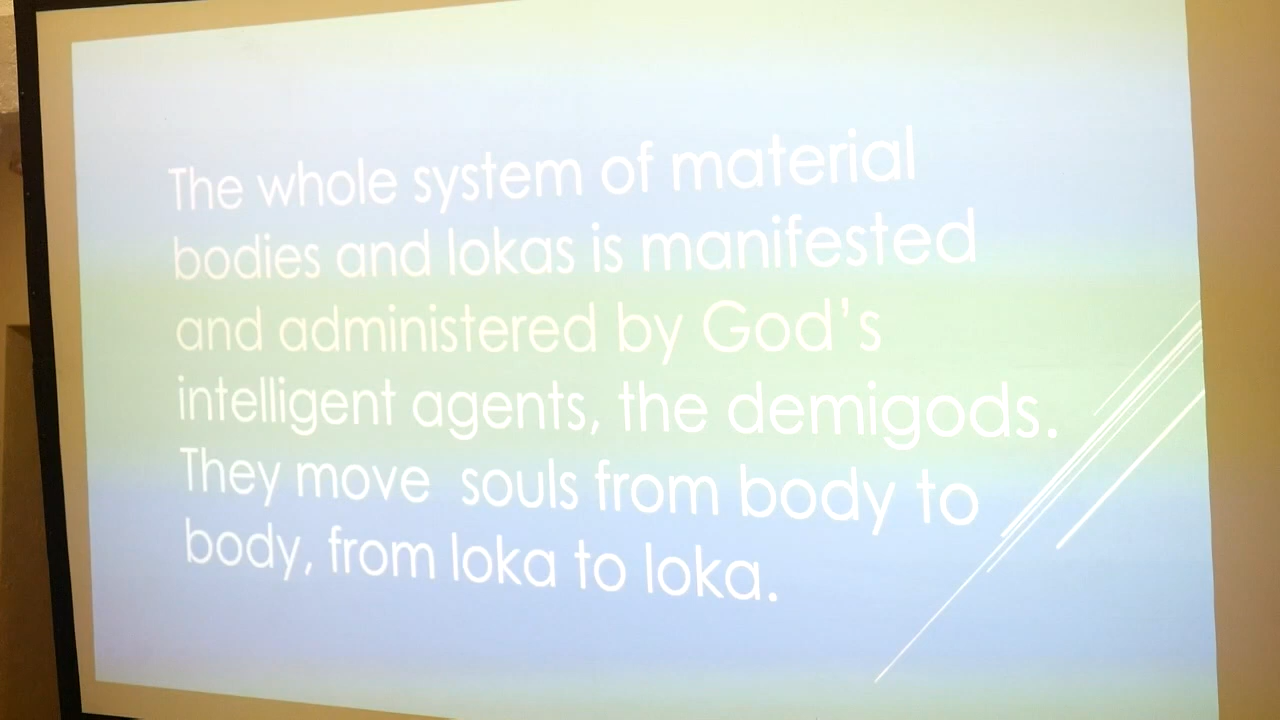 The whole system of material
bodies and lokas is manifested
and administered by God's
intelligent agents, the demigods.
They move souls from body to
body, from loka to loka.